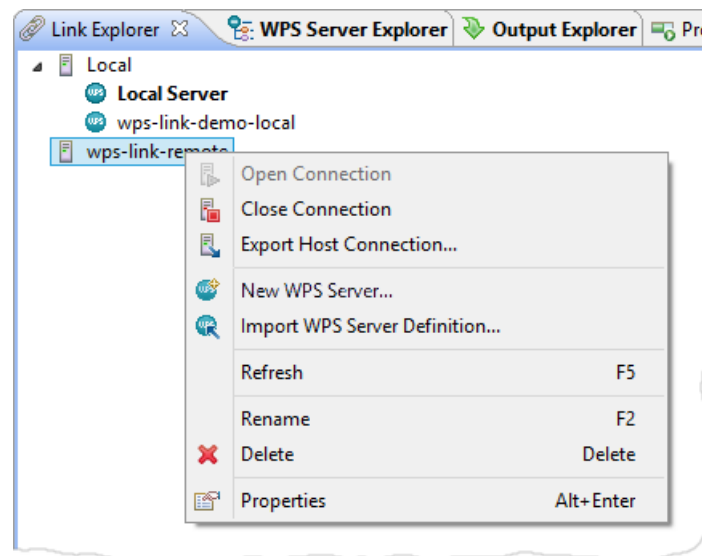 Link Explorer WPS Server Explorer Output Explorer Pr
Local
Local Server
wps-link-demo-local
wps-link-remote
Open Connection
Close Connection
Export Host Connection...
New WPS Server...
Import WPS Server Definition...
Refresh F5
Rename F2
Delete Delete
Properties Alt+Enter